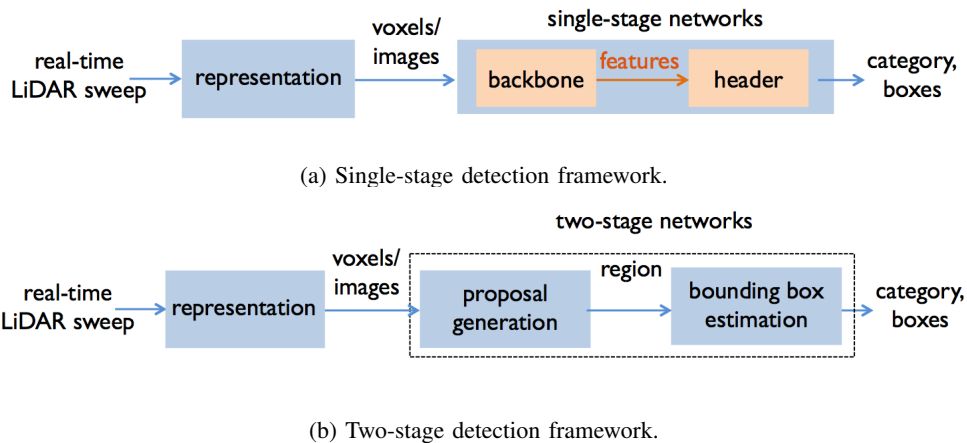 single-stage networks
voxels/
images
real-time
LiDAR sweep
representation
backbone
features
header
category,
boxes
(a) Single-stage detection framework.
two-stage networks
voxels/
images
region
real-time
LiDAR sweep
representation
proposal
generation
bounding box
estimation
category,
boxes
(b) Two-stage detection framework.